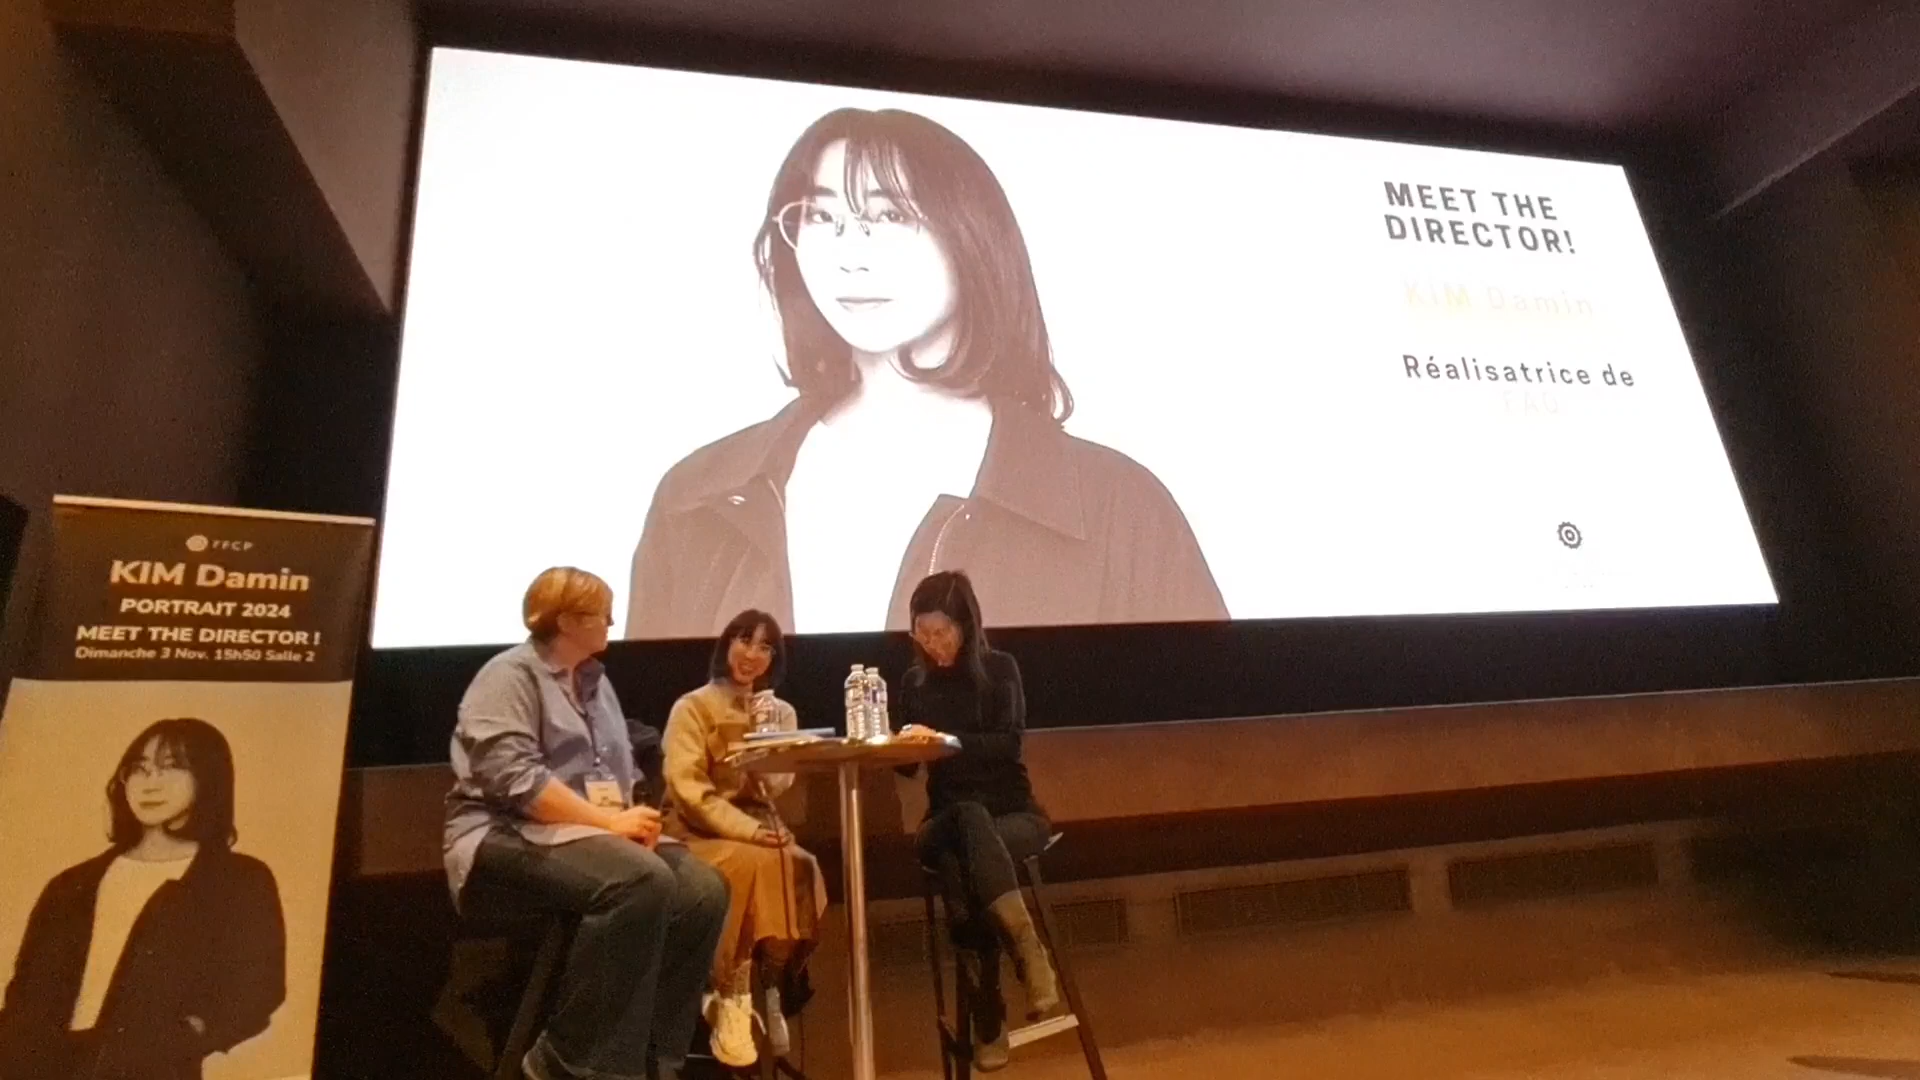 MEET THE
DIRECTOR!
KIM Damin
Réalisatrice de
FAQ
FFCP
KIM Damin
PORTRAIT 2024
MEET THE DIRECTOR !
Dimanche 3 Nov. 15h50 Salle 2